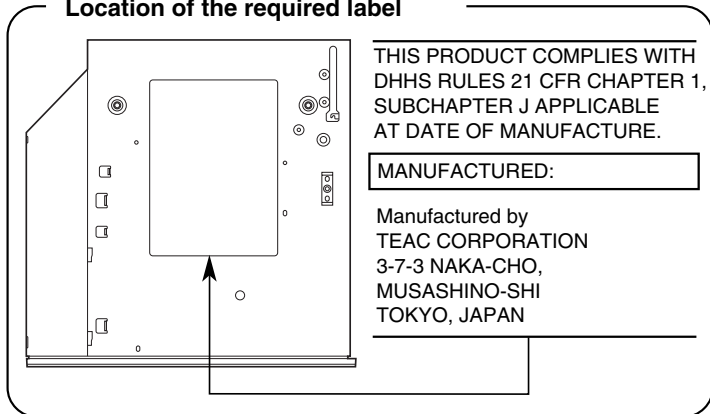 Location of the required label
THIS PRODUCT COMPLIES WITH
DHHS RULES 21 CFR CHAPTER 1,
SUBCHAPTER J APPLICABLE
AT DATE OF MANUFACTURE.
MANUFACTURED:
Manufactured by
TEAC CORPORATION
3-7-3 NAKA-CHO,
MUSASHINO-SHI
TOKYO, JAPAN